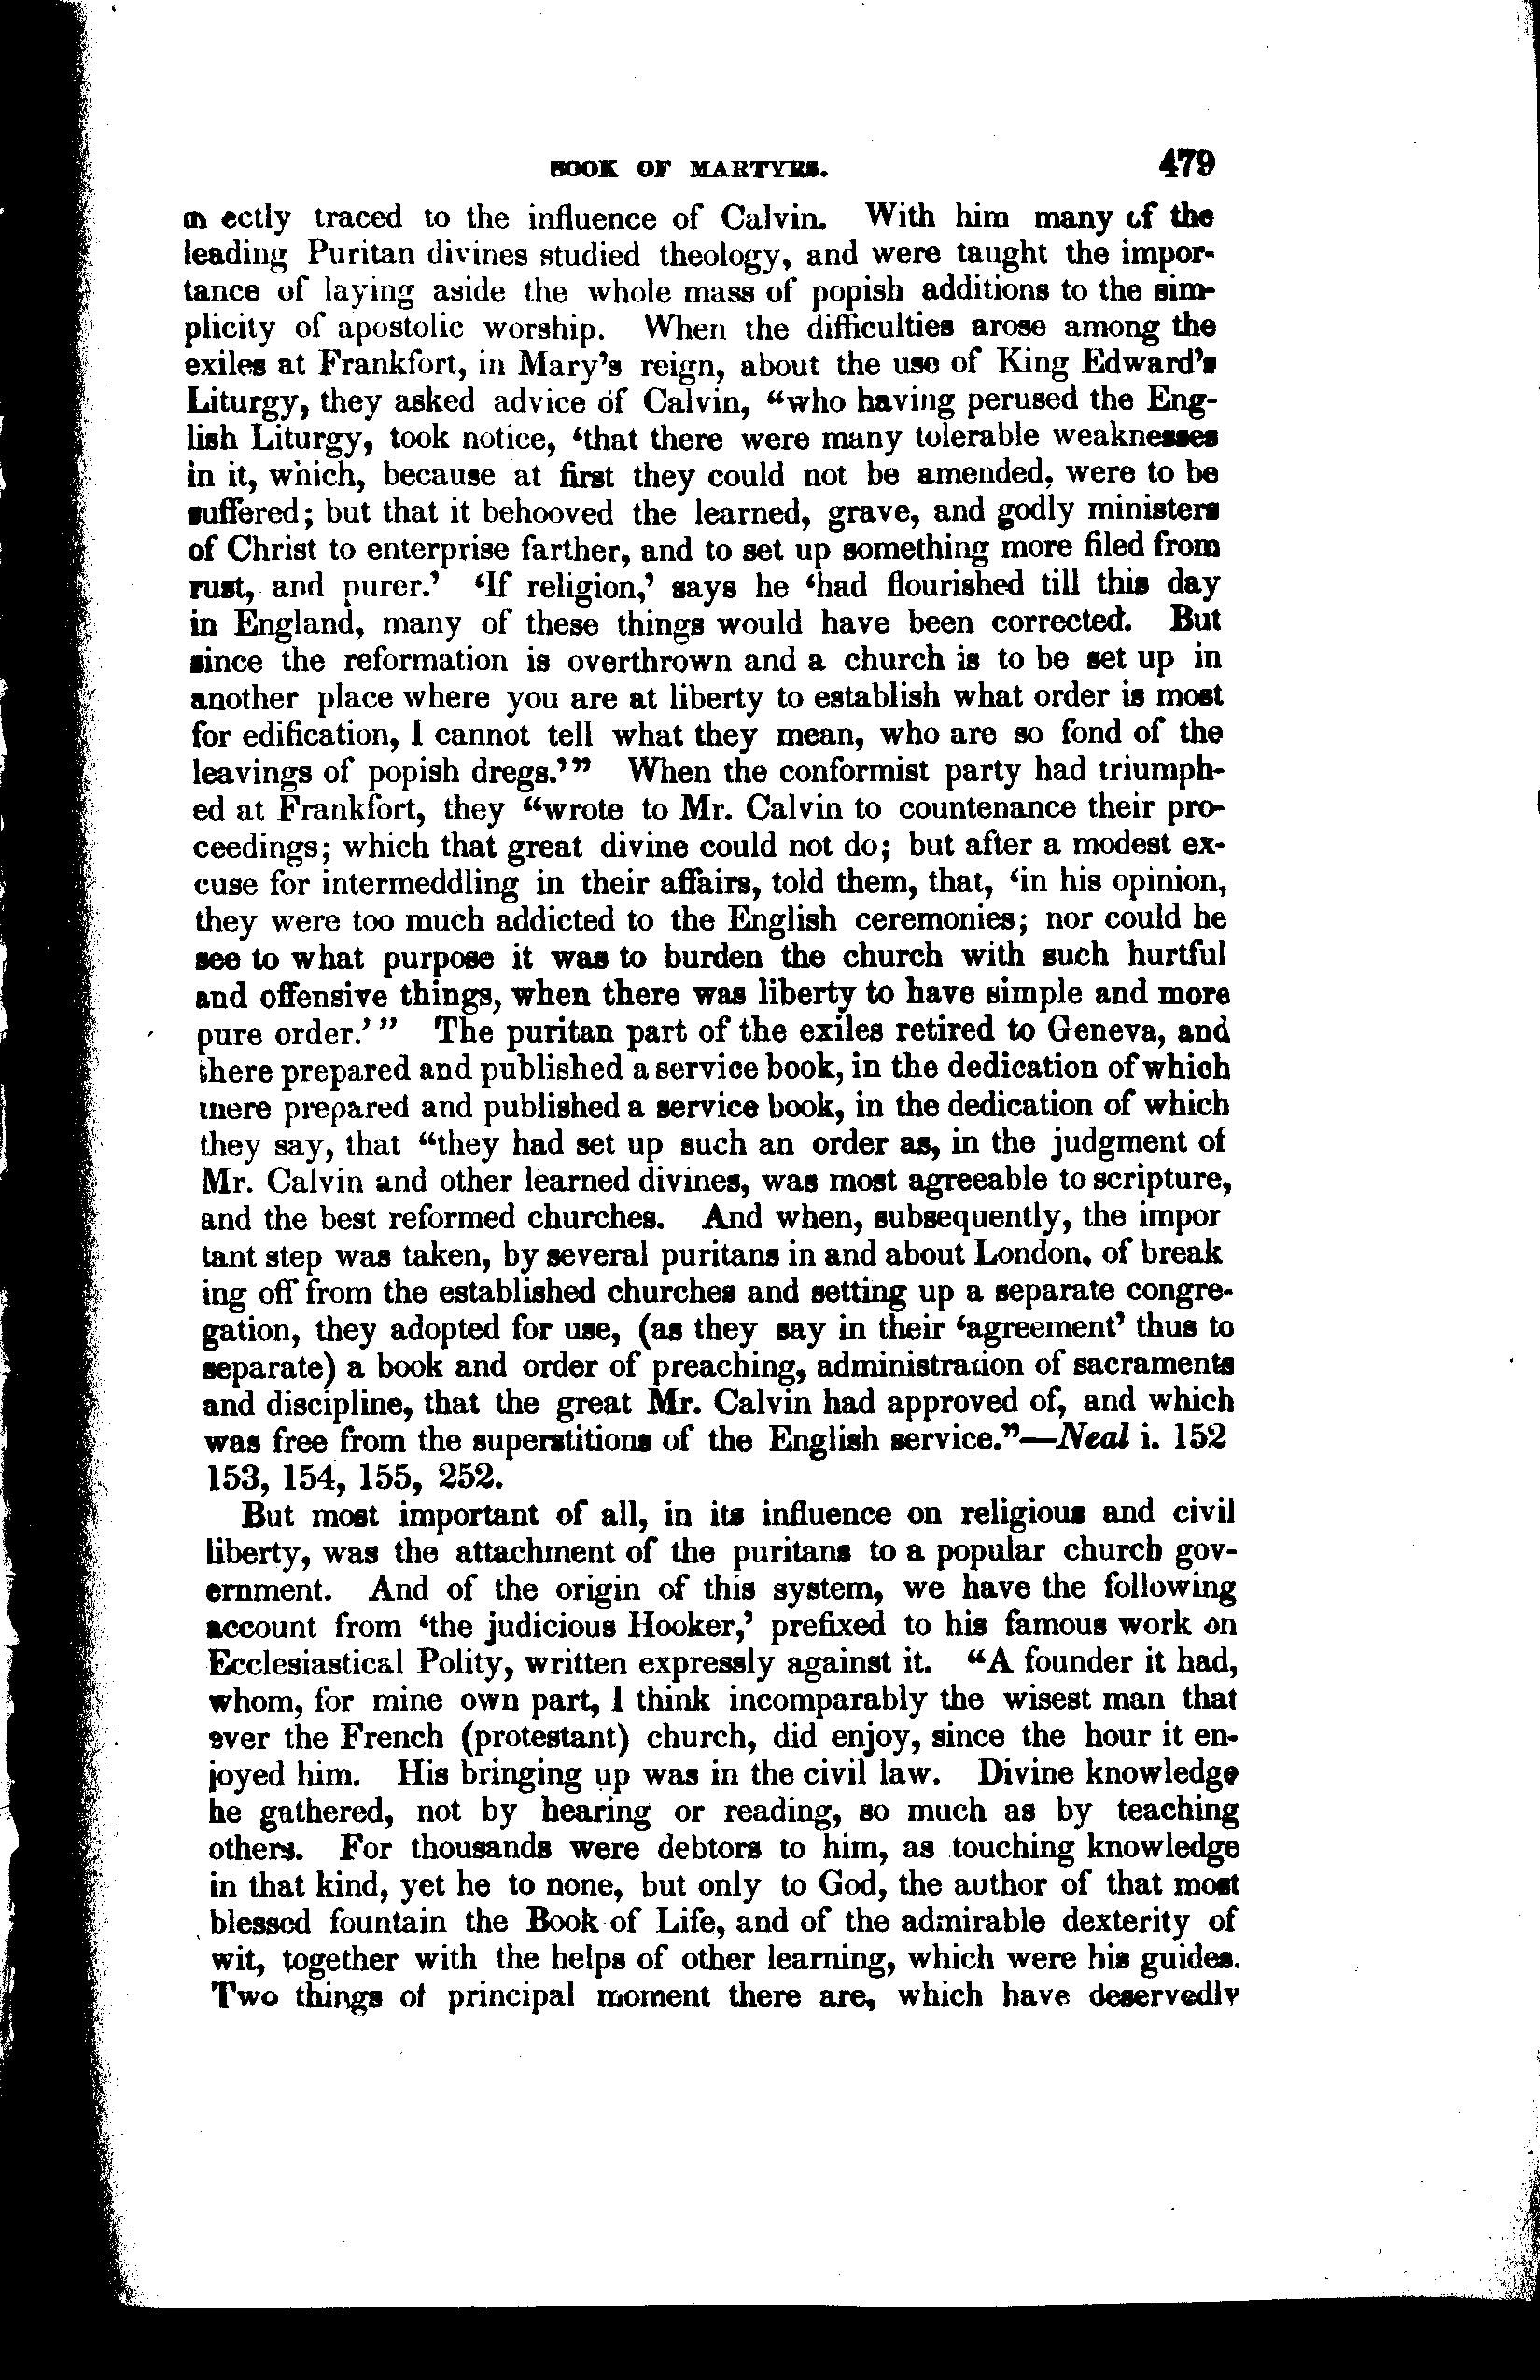 BOOK OF MARTYRS. 479
ectly traced to the influence of Calvin. With him many of the
leading Puritan divines studied theology, and were taught the impor-
tance of laying aside the whole mass of popish additions to the sim-
plicity of apostolic worship. When the difficulties arose among the
exiles at Frankfort, in Mary's reign, about the use of King Edward's
Liturgy, they asked advice of Calvin, "who having perused the Eng-
lish Liturgy, took notice, 'that there were many tolerable weaknesses
in it, which, because at first they could not be amended, were to be
suffered; but that it behooved the learned, grave, and godly ministers
of Christ to enterprise farther, and to set up something more filed from
rust, and purer.' 'If religion,' says he 'had flourished till this day
in England, many of these things would have been corrected. But
since the reformation is overthrown and a church is to be set up in
another place where you are at liberty to establish what order is most
for edification, I cannot tell what they mean, who are so fond of the
leavings of popish dregs.'" When the conformist party had triumph-
ed at Frankfort, they "wrote to Mr. Calvin to countenance their pro-
ceedings; which that great divine could not do; but after a modest ex-
cuse for intermeddling in their affairs, told them, that, 'in his opinion,
they were too much addicted to the English ceremonies; nor could he
see to what purpose it was to burden the church with such hurtful
and offensive things, when there was liberty to have simple and more
pure order.'" The puritan part of the exiles retired to Geneva, and
there prepared and published a service book, in the dedication of which
there prepared and published a service book, in the dedication of which
they say, that "they had set up such an order as, in the judgment of
Mr. Calvin and other learned divines, was most agreeable to scripture,
and the best reformed churches. And when, subsequently, the impor
tant step was taken, by several puritans in and about London, of break
ing off from the established churches and setting up a separate congre-
gation, they adopted for use, (as they say in their 'agreement' thus to
separate) a book and order of preaching, administration of sacraments
and discipline, that the great Mr. Calvin had approved of, and which
was free from the superstitions of the English service."—Neal i. 152
153, 154, 155, 252.
But most important of all, in its influence on religious and civil
liberty, was the attachment of the puritans to a popular church gov-
ernment. And of the origin of this system, we have the following
account from 'the judicious Hooker,' prefixed to his famous work on
Ecclesiastical Polity, written expressly against it. "A founder it had,
whom, for mine own part, I think incomparably the wisest man that
ever the French (protestant) church, did enjoy, since the hour it en-
joyed him. His bringing up was in the civil law. Divine knowledge
he gathered, not by hearing or reading, so much as by teaching
others. For thousands were debtors to him, as touching knowledge
in that kind, yet he to none, but only to God, the author of that most
blessed fountain the Book of Life, and of the admirable dexterity of
wit, together with the helps of other learning, which were his guides.
Two things of principal moment there are, which have deservedly